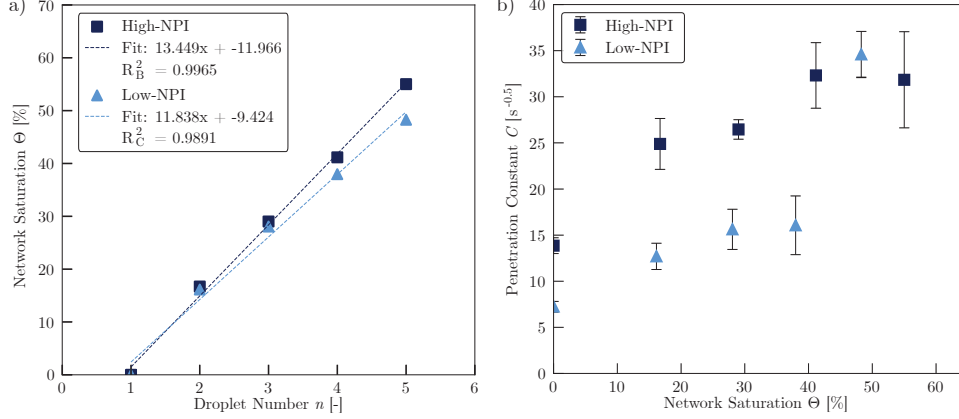 a)
70
60
50
40
30
20
10
0
Network Saturation Θ [%]
High-NPI
Fit: 13.449x + -11.966
R²_B = 0.9965
Low-NPI
Fit: 11.838x + -9.424
R²_C = 0.9891
0 1 2 3 4 5 6
Droplet Number n [-]
b)
40
35
30
25
20
15
10
5
0
Penetration Constant C [s^-0.5]
High-NPI
Low-NPI
0 10 20 30 40 50 60
Network Saturation Θ [%]